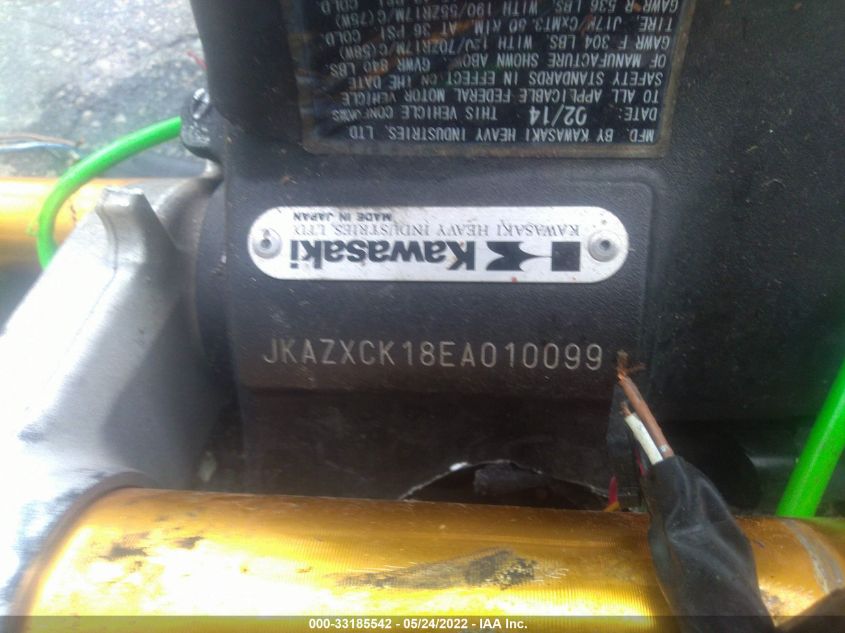 MFD. BY KAWASAKI HEAVY INDUSTRIES, LTD
DATE: 02/14 THIS VEHICLE CONFORMS
TO ALL APPLICABLE FEDERAL MOTOR VEHICLE
SAFETY STANDARDS IN EFFECT ON THE DATE
OF MANUFACTURE SHOWN ABOVE GVWR 840 LBS.
GAWR F 304 LBS. WITH 120/70ZR17M/C(58W)
TIRE, J17M/CXMT3.50 RIM, AT 36 PSI COLD.
GAWR R 536 LBS. WITH 190/55ZR17M/C(75W)
Kawasaki
KAWASAKI HEAVY INDUSTRIES, LTD.
MADE IN JAPAN
JKAZXCK18EA010099
000-33185542 - 05/24/2022 - IAA Inc.